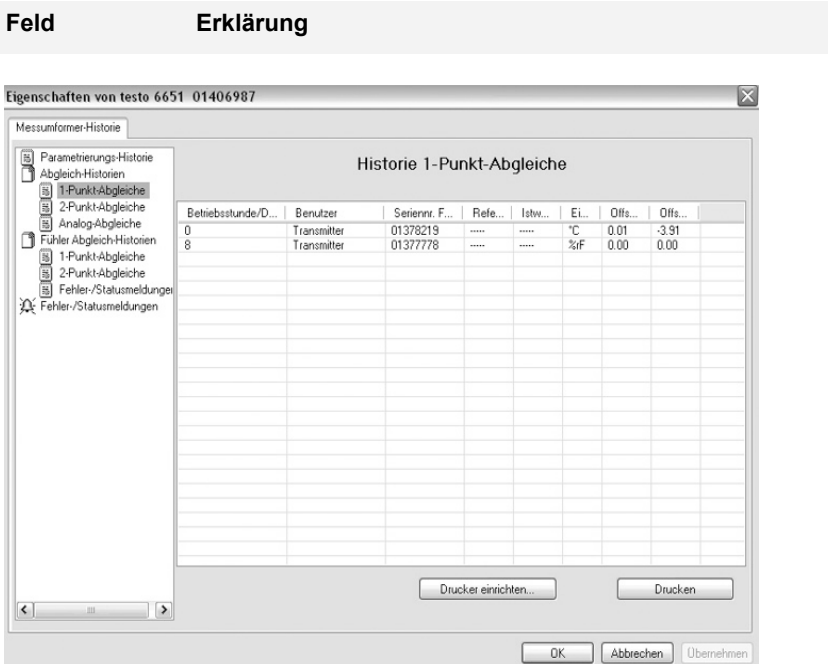 Feld Erklärung
Eigenschaften von testo 6651 01406987
Messumformer-Historie
Parametrierungs-Historie
Abgleich-Historien
1-Punkt-Abgleiche
2-Punkt-Abgleiche
Analog-Abgleiche
Fühler Abgleich-Historien
1-Punkt-Abgleiche
2-Punkt-Abgleiche
Fehler-/Statusmeldungen
Fehler-/Statusmeldungen
Historie 1-Punkt-Abgleiche
Betriebsstunde/D... Benutzer Seriennr. F... Refe... Istw... Ei... Offs... Offs...
0 Transmitter 01378219 ----- ----- °C 0.01 -3.91
8 Transmitter 01377778 ----- ----- %rF 0.00 0.00
Drucker einrichten... Drucken
OK Abbrechen Übernehmen